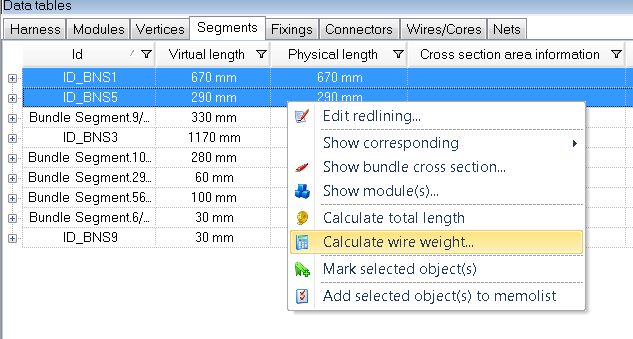 Data tables
Harness Modules Vertices Segments Fixings Connectors Wires/Cores Nets
Id Virtual length Physical length Cross section area information
ID_BNS1 670 mm 670 mm
ID_BNS5 290 mm 290 mm
Bundle Segment.9/... 330 mm
ID_BNS3 1170 mm
Bundle Segment.10... 280 mm
Bundle Segment.29... 60 mm
Bundle Segment.56... 100 mm
Bundle Segment.6/... 30 mm
ID_BNS9 30 mm
Edit redlining...
Show corresponding
Show bundle cross section...
Show module(s)...
Calculate total length
Calculate wire weight...
Mark selected object(s)
Add selected object(s) to memolist